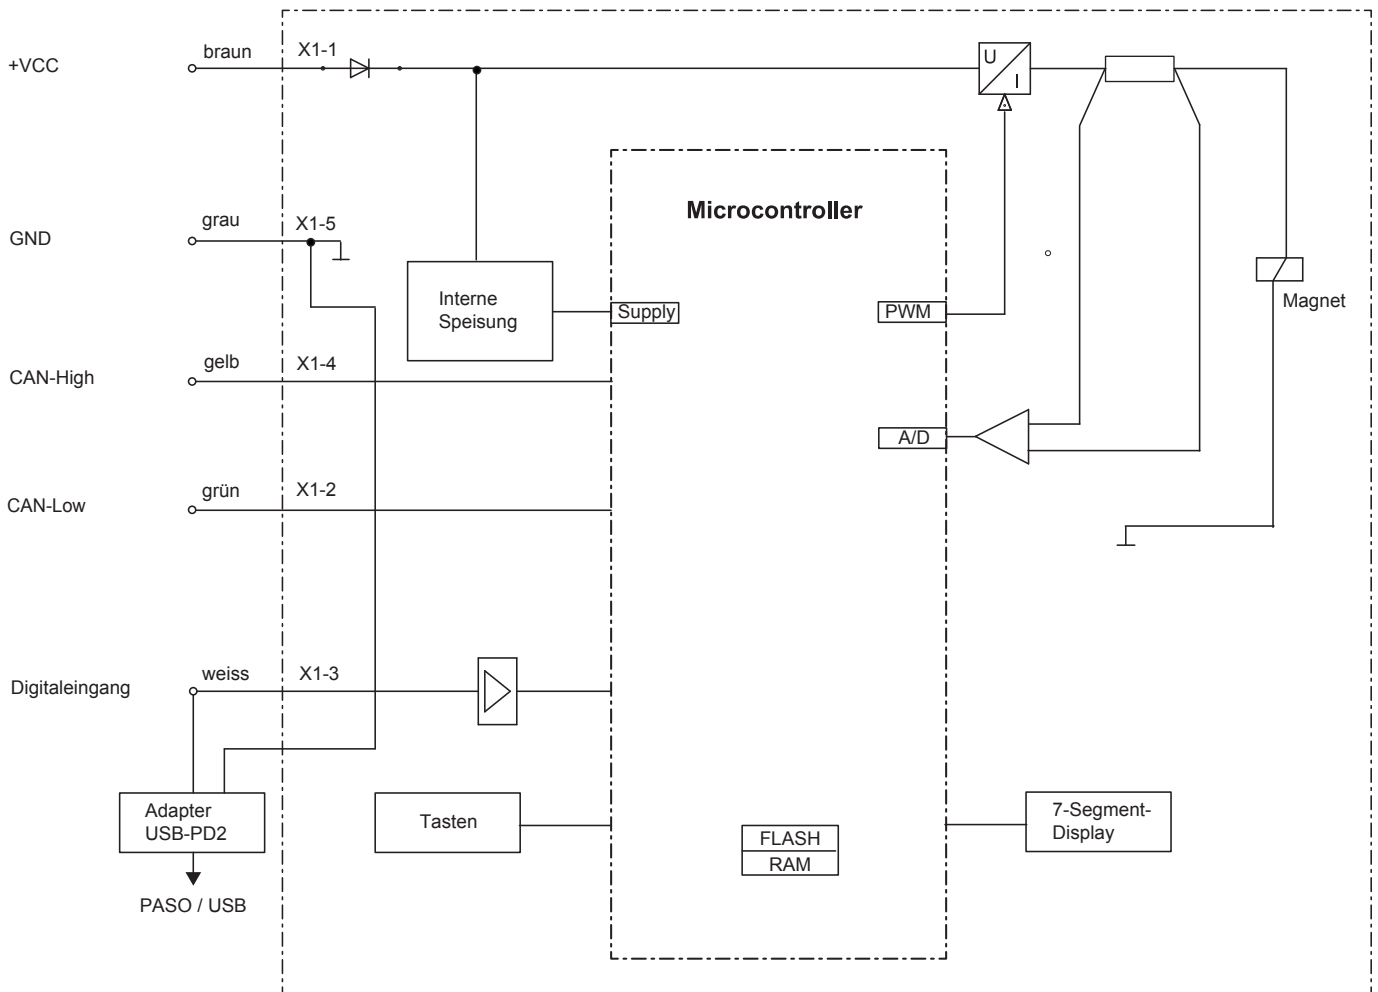 +VCC
braun
X1-1
U
I
Microcontroller
GND
grau
X1-5
Interne
Speisung
Supply
PWM
Magnet
CAN-High
gelb
X1-4
A/D
CAN-Low
grün
X1-2
Digitaleingang
weiss
X1-3
Adapter
USB-PD2
Tasten
FLASH
RAM
7-Segment-
Display
PASO / USB